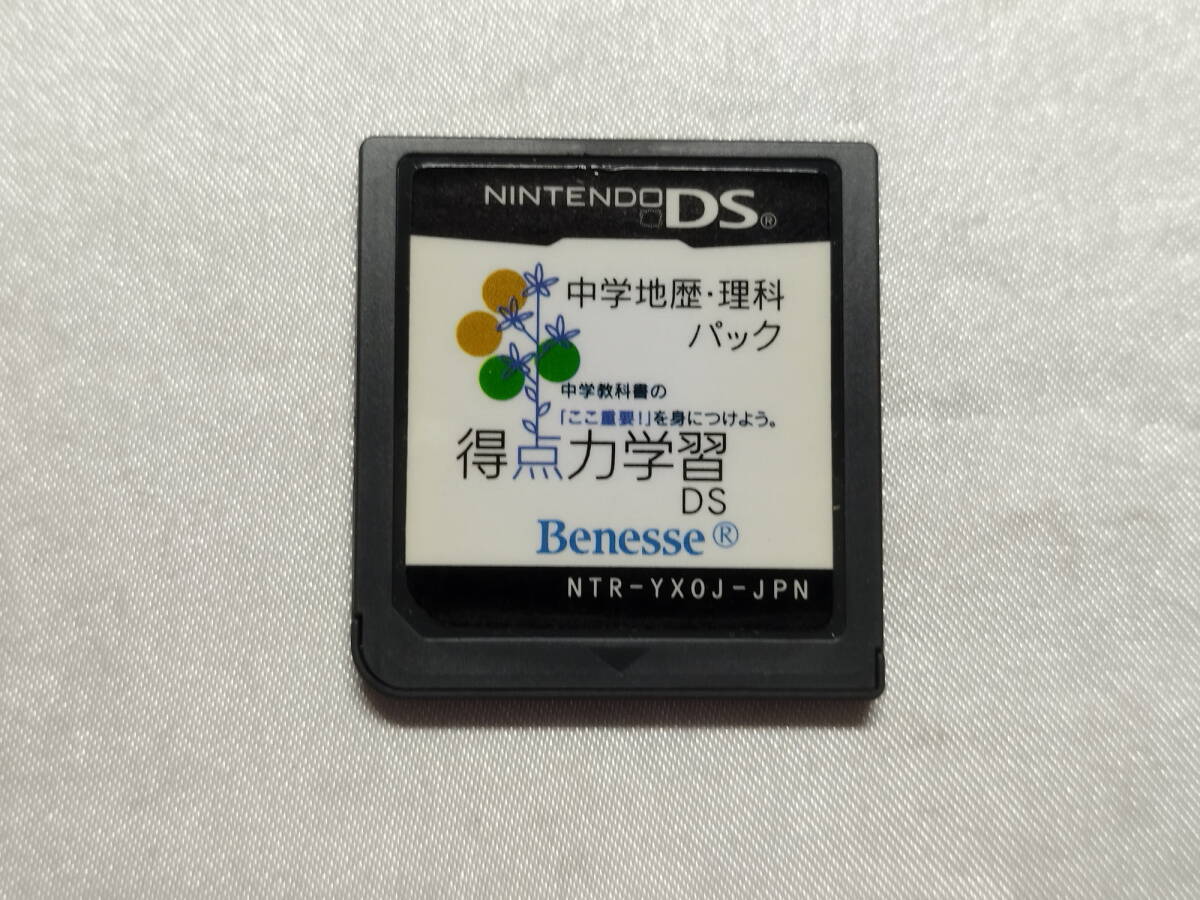 NINTENDO DS®
中学地歴・理科
パック
中学教科書の
「ここ重要!」を身につけよう。
得点力学習
DS
Benesse®
NTR-YX0J-JPN